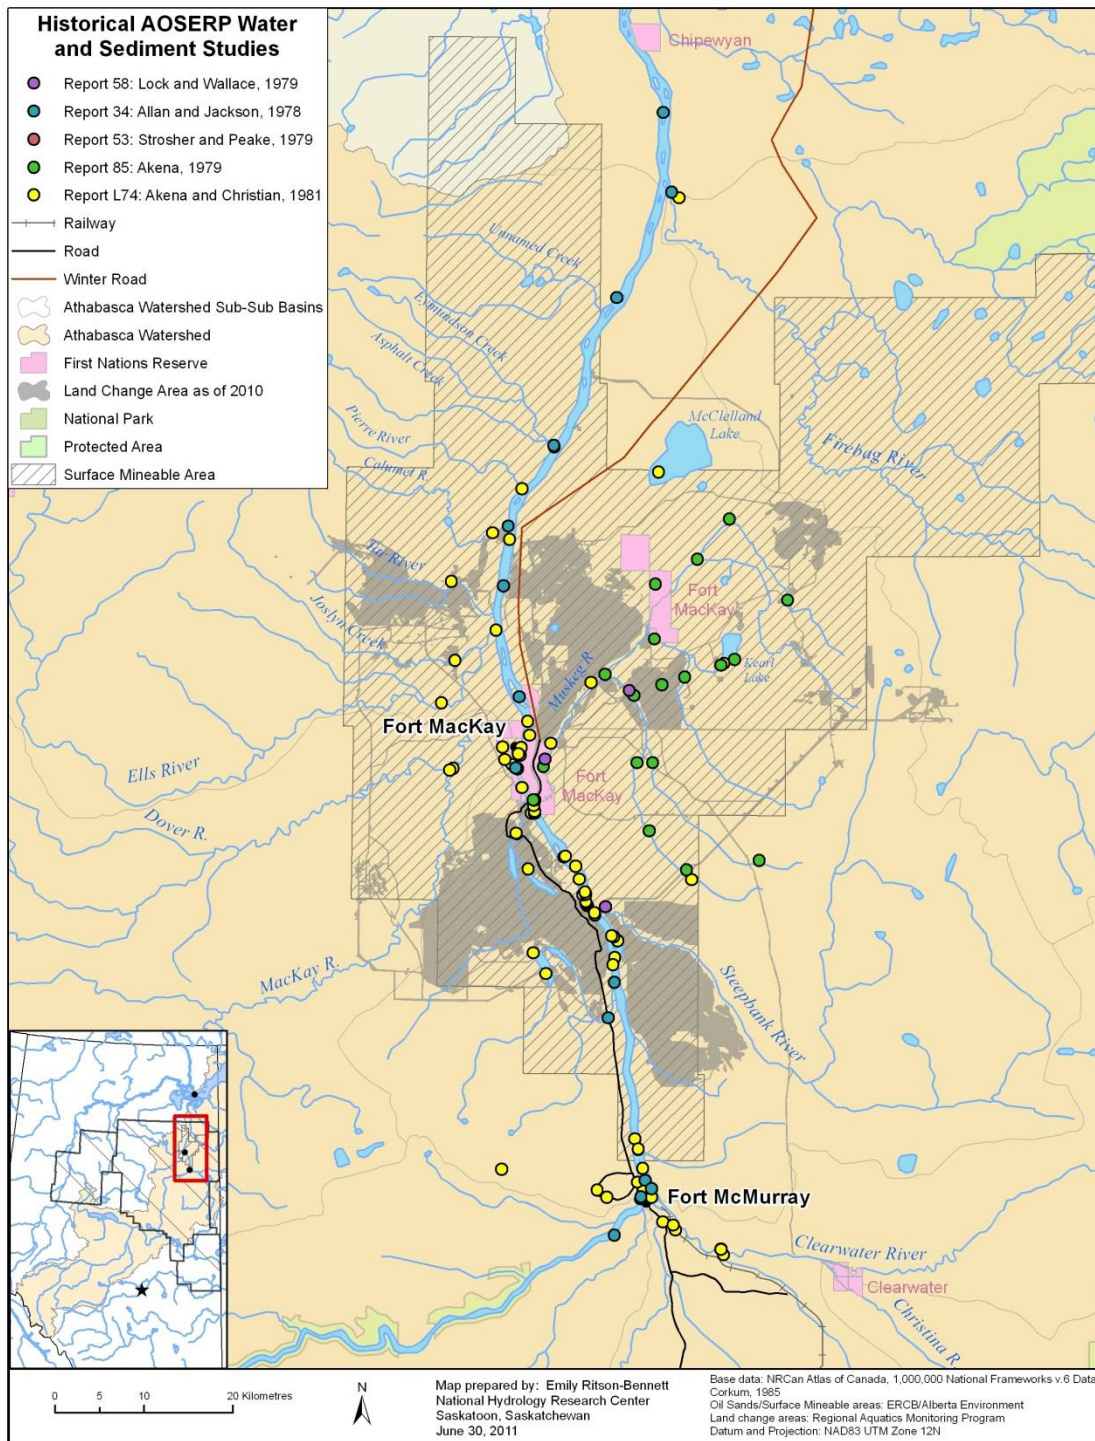 Historical AOSERP Water
and Sediment Studies
Report 58: Lock and Wallace, 1979
Report 34: Allan and Jackson, 1978
Report 53: Strosher and Peake, 1979
Report 85: Akena, 1979
Report L74: Akena and Christian, 1981
Railway
Road
Winter Road
Athabasca Watershed Sub-Sub Basins
Athabasca Watershed
First Nations Reserve
Land Change Area as of 2010
National Park
Protected Area
Surface Mineable Area
Chipewyan
Unnamed Creek
Eymundson Creek
Asphalt Creek
Pierre River
Calumet R.
McClelland
Lake
Firebag River
Tar River
Joslyn Creek
Fort
MacKay
Kearl
Lake
Muskeg R.
Fort MacKay
Ells River
Fort
MacKay
Dover R.
MacKay R.
Steepbank River
Fort McMurray
Clearwater River
Clearwater
Christina R.
0 5 10 20 Kilometres
N
Map prepared by: Emily Ritson-Bennett
National Hydrology Research Center
Saskatoon, Saskatchewan
June 30, 2011
Base data: NRCan Atlas of Canada, 1,000,000 National Frameworks v.6 Data
Corkum, 1985
Oil Sands/Surface Mineable areas: ERCB/Alberta Environment
Land change areas: Regional Aquatics Monitoring Program
Datum and Projection: NAD83 UTM Zone 12N